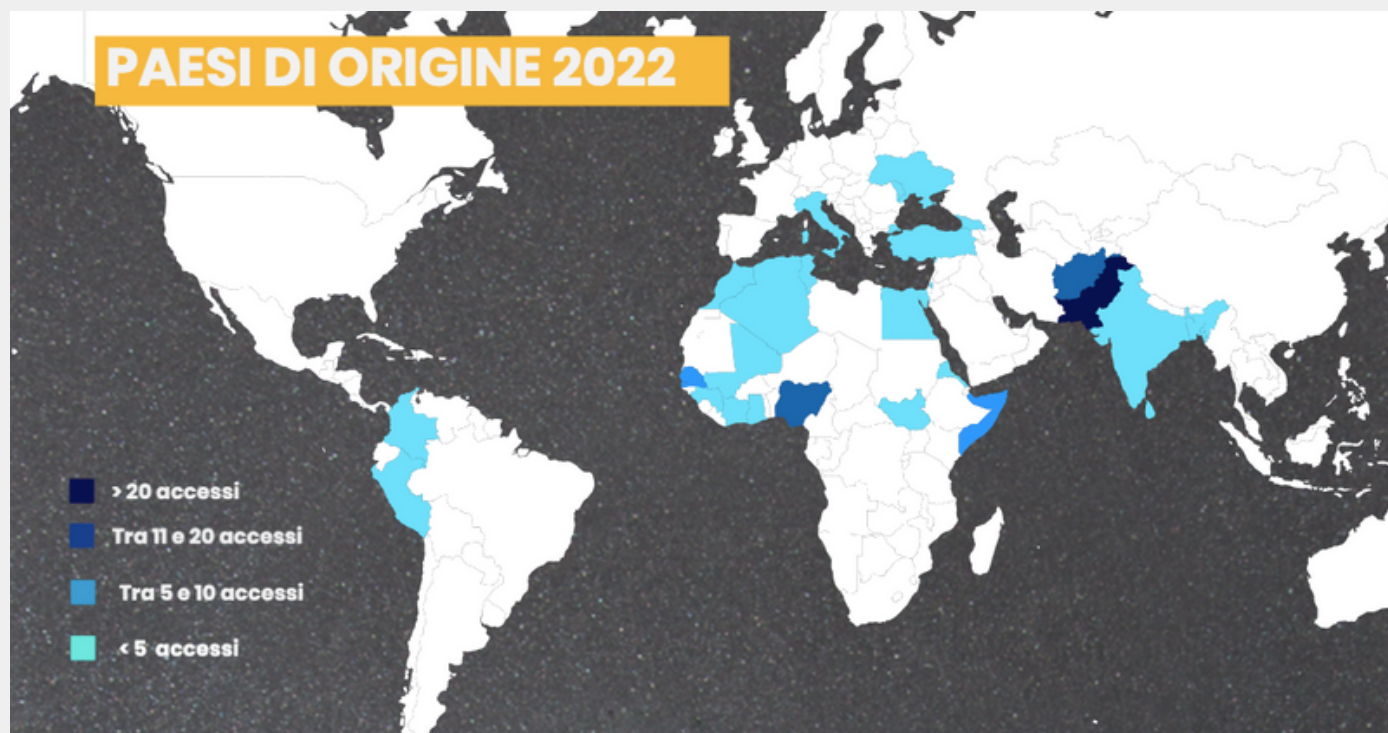 PAESI DI ORIGINE 2022
> 20 accessi
Tra 11 e 20 accessi
Tra 5 e 10 accessi
< 5 accessi